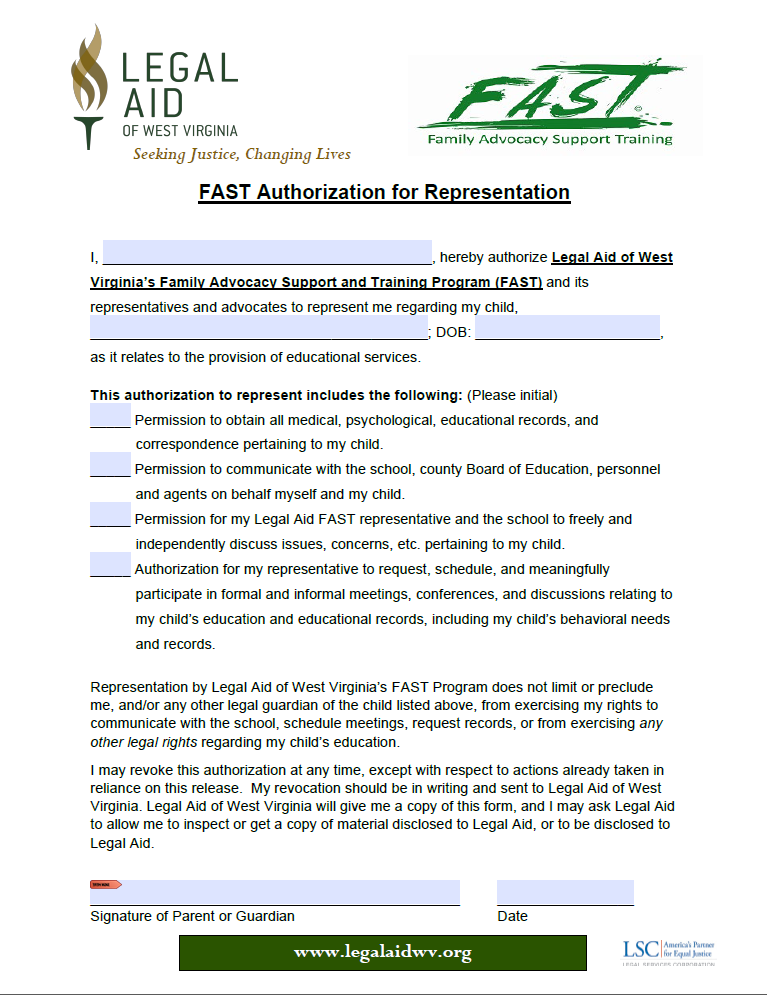 LEGAL
AID
OF WEST VIRGINIA
Seeking Justice, Changing Lives
FAST ©
Family Advocacy Support Training
FAST Authorization for Representation
I, ________________, hereby authorize Legal Aid of West
Virginia's Family Advocacy Support and Training Program (FAST) and its
representatives and advocates to represent me regarding my child,
________________; DOB: ________________,
as it relates to the provision of educational services.
This authorization to represent includes the following: (Please initial)
_____ Permission to obtain all medical, psychological, educational records, and
correspondence pertaining to my child.
_____ Permission to communicate with the school, county Board of Education, personnel
and agents on behalf myself and my child.
_____ Permission for my Legal Aid FAST representative and the school to freely and
independently discuss issues, concerns, etc. pertaining to my child.
_____ Authorization for my representative to request, schedule, and meaningfully
participate in formal and informal meetings, conferences, and discussions relating to
my child's education and educational records, including my child's behavioral needs
and records.
Representation by Legal Aid of West Virginia's FAST Program does not limit or preclude
me, and/or any other legal guardian of the child listed above, from exercising my rights to
communicate with the school, schedule meetings, request records, or from exercising any
other legal rights regarding my child's education.
I may revoke this authorization at any time, except with respect to actions already taken in
reliance on this release.  My revocation should be in writing and sent to Legal Aid of West
Virginia. Legal Aid of West Virginia will give me a copy of this form, and I may ask Legal Aid
to allow me to inspect or get a copy of material disclosed to Legal Aid, or to be disclosed to
Legal Aid.
Signature of Parent or Guardian
Date
www.legalaidwv.org
LSC America's Partner
for Equal Justice
LEGAL SERVICES CORPORATION